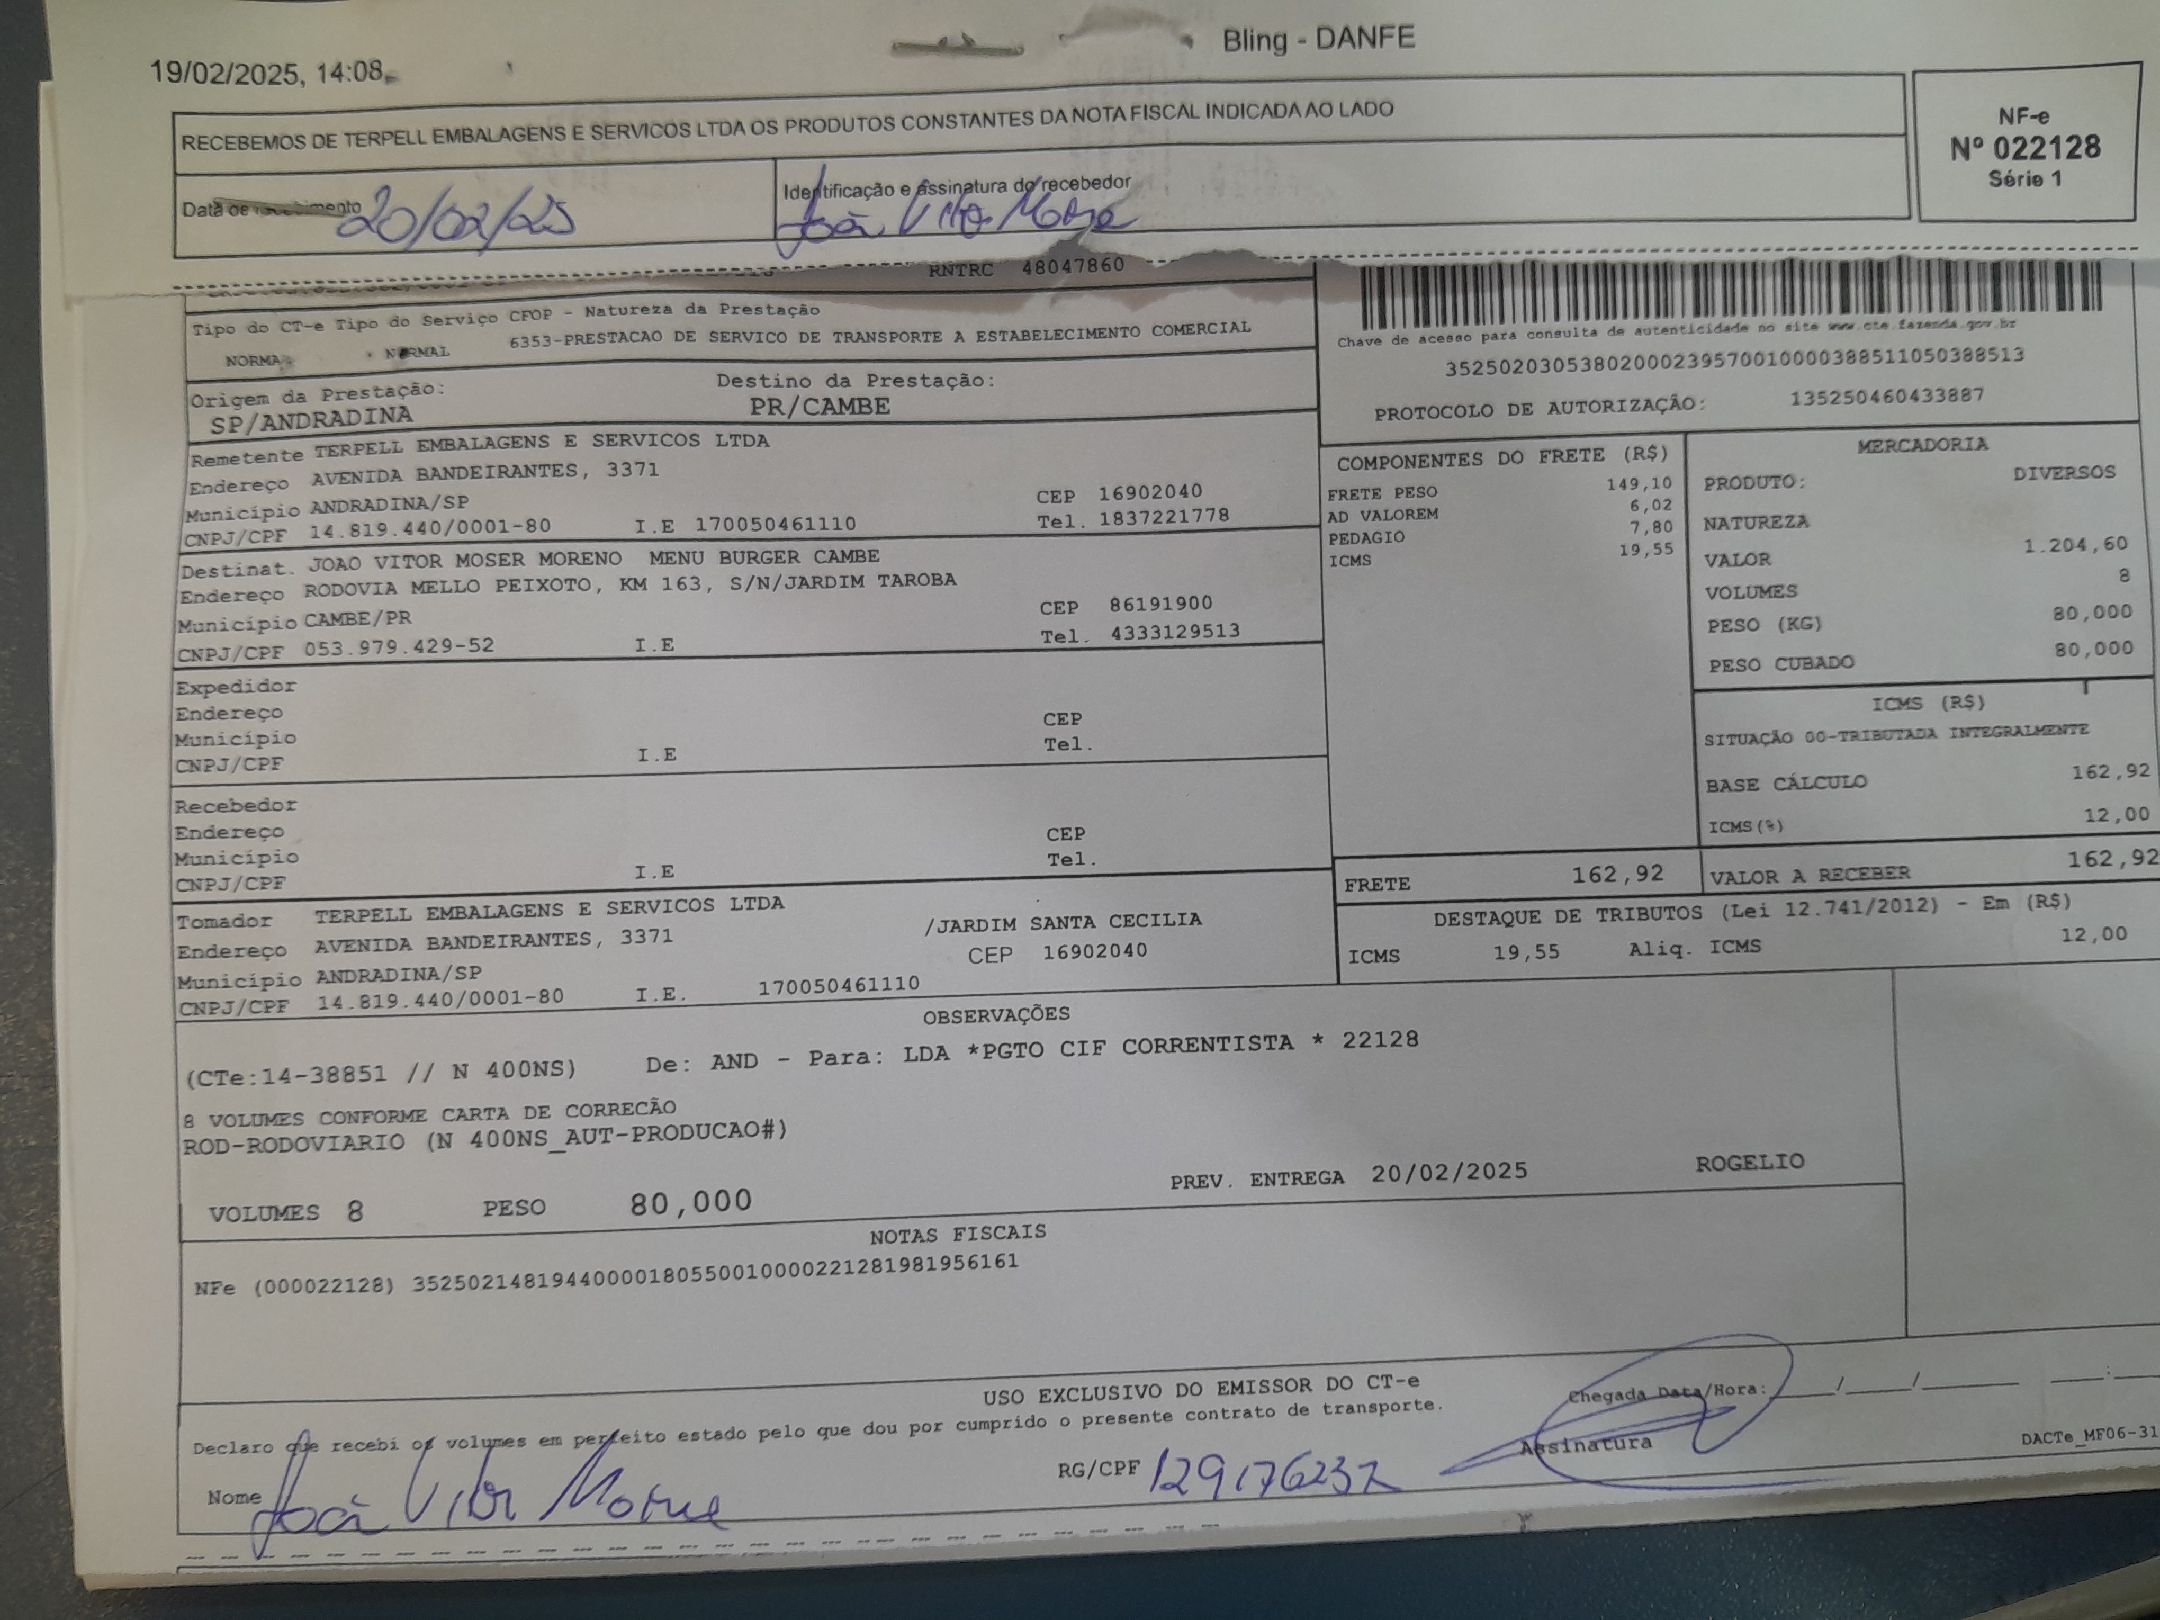 19/02/2025, 14:08
Bling - DANFE
RECEBEMOS DE TERPELL EMBALAGENS E SERVICOS LTDA OS PRODUTOS CONSTANTES DA NOTA FISCAL INDICADA AO LADO
NF-e
Nº 022128
Série 1
Data de recebimento
20/02/25
Identificação e assinatura do recebedor
João Vitor
RNTRC 48047860
Tipo do CT-e Tipo do Serviço CFOP - Natureza da Prestação
NORMAL NORMAL 6353-PRESTACAO DE SERVICO DE TRANSPORTE A ESTABELECIMENTO COMERCIAL
Chave de acesso para consulta de autenticidade no site www.cte.fazenda.gov.br
35250203053802000239570010000388511050388513
PROTOCOLO DE AUTORIZAÇÃO: 135250460433887
Origem da Prestação: Destino da Prestação:
SP/ANDRADINA PR/CAMBE
Remetente TERPELL EMBALAGENS E SERVICOS LTDA
Endereço AVENIDA BANDEIRANTES, 3371
Município ANDRADINA/SP CEP 16902040
CNPJ/CPF 14.819.440/0001-80 I.E 170050461110 Tel. 1837221778
Destinat. JOAO VITOR MOSER MORENO MENU BURGER CAMBE
Endereço RODOVIA MELLO PEIXOTO, KM 163, S/N/JARDIM TAROBA
Município CAMBE/PR CEP 86191900
CNPJ/CPF 053.979.429-52 I.E Tel. 4333129513
Expedidor
Endereço
Município CEP
CNPJ/CPF I.E Tel.
Recebedor
Endereço
Município CEP
CNPJ/CPF I.E Tel.
Tomador TERPELL EMBALAGENS E SERVICOS LTDA
Endereço AVENIDA BANDEIRANTES, 3371 /JARDIM SANTA CECILIA
Município ANDRADINA/SP CEP 16902040
CNPJ/CPF 14.819.440/0001-80 I.E. 170050461110
COMPONENTES DO FRETE (R$)
FRETE PESO 149,10
AD VALOREM 6,02
PEDAGIO 7,80
ICMS 19,55
MERCADORIA
PRODUTO: DIVERSOS
NATUREZA
VALOR 1.204,60
VOLUMES 8
PESO (KG) 80,000
PESO CUBADO 80,000
ICMS (R$)
SITUAÇÃO 00-TRIBUTADA INTEGRALMENTE
BASE CÁLCULO 162,92
ICMS(%) 12,00
FRETE 162,92 VALOR A RECEBER 162,92
DESTAQUE DE TRIBUTOS (Lei 12.741/2012) - Em (R$)
ICMS 19,55 Aliq. ICMS 12,00
OBSERVAÇÕES
(CTe:14-38851 // N 400NS) De: AND - Para: LDA *PGTO CIF CORRENTISTA * 22128
8 VOLUMES CONFORME CARTA DE CORRECÃO
ROD-RODOVIARIO (N 400NS_AUT-PRODUCAO#)
VOLUMES 8 PESO 80,000 PREV. ENTREGA 20/02/2025 ROGELIO
NOTAS FISCAIS
NFe (000022128) 35250214819440000180550010000221281981956161
USO EXCLUSIVO DO EMISSOR DO CT-e
Declaro que recebi os volumes em perfeito estado pelo que dou por cumprido o presente contrato de transporte.
Chegada Data/Hora: __/__/__ __:__
Nome João Vitor RG/CPF 129176237 Assinatura
DACTe_MF06-31